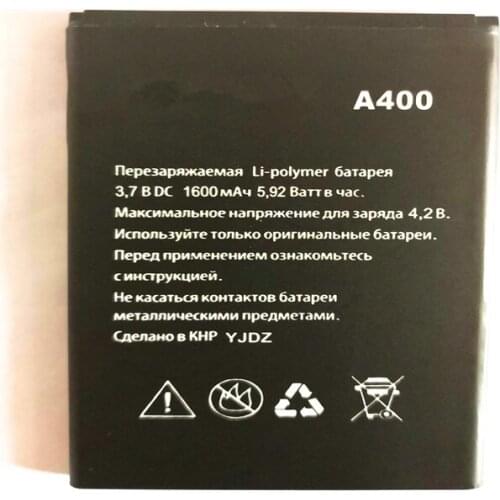 A400
Перезаряжаемая Li-polymer батарея
3,7 В DC 1600 мАч 5,92 Ватт в час.
Максимальное напряжение для заряда 4,2 В.
Используйте только оригинальные батареи.
Перед применением ознакомьтесь
с инструкцией.
Не касаться контактов батареи
металлическими предметами.
Сделано в КНР YJDZ